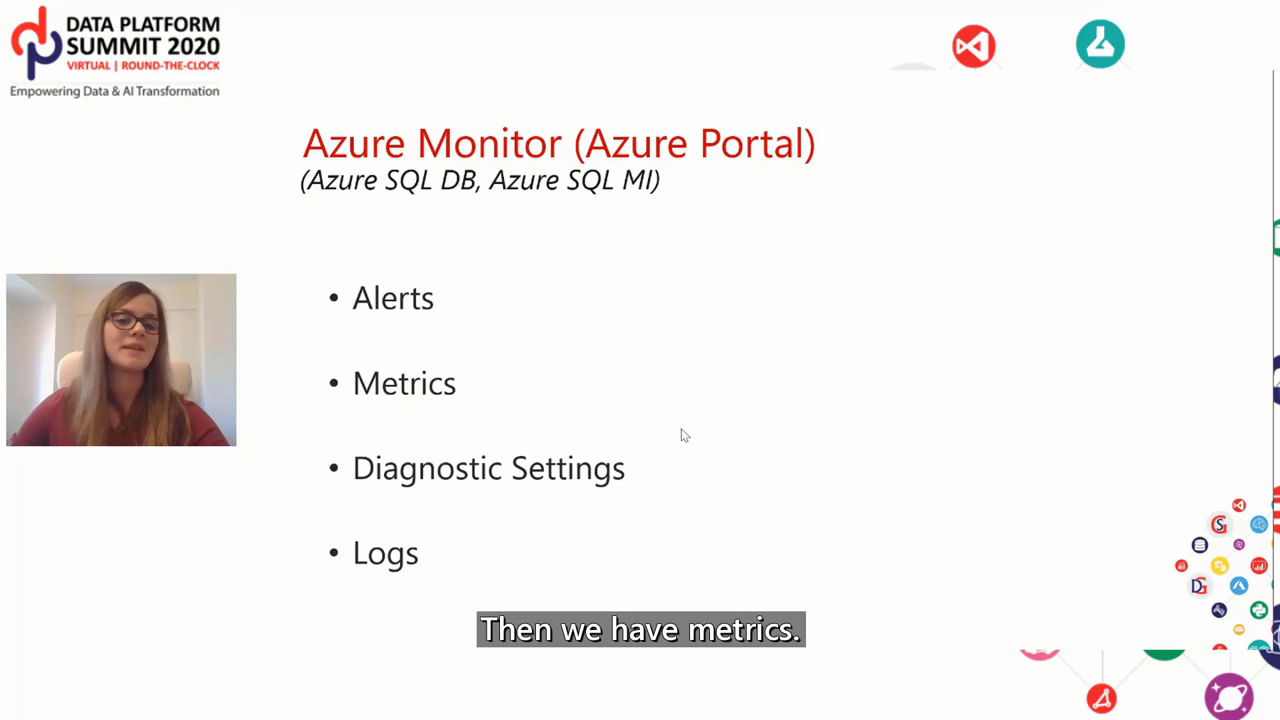 DATA PLATFORM
SUMMIT 2020
VIRTUAL | ROUND-THE-CLOCK
Empowering Data & AI Transformation
Azure Monitor (Azure Portal)
(Azure SQL DB, Azure SQL MI)
• Alerts
• Metrics
• Diagnostic Settings
• Logs
Then we have metrics.